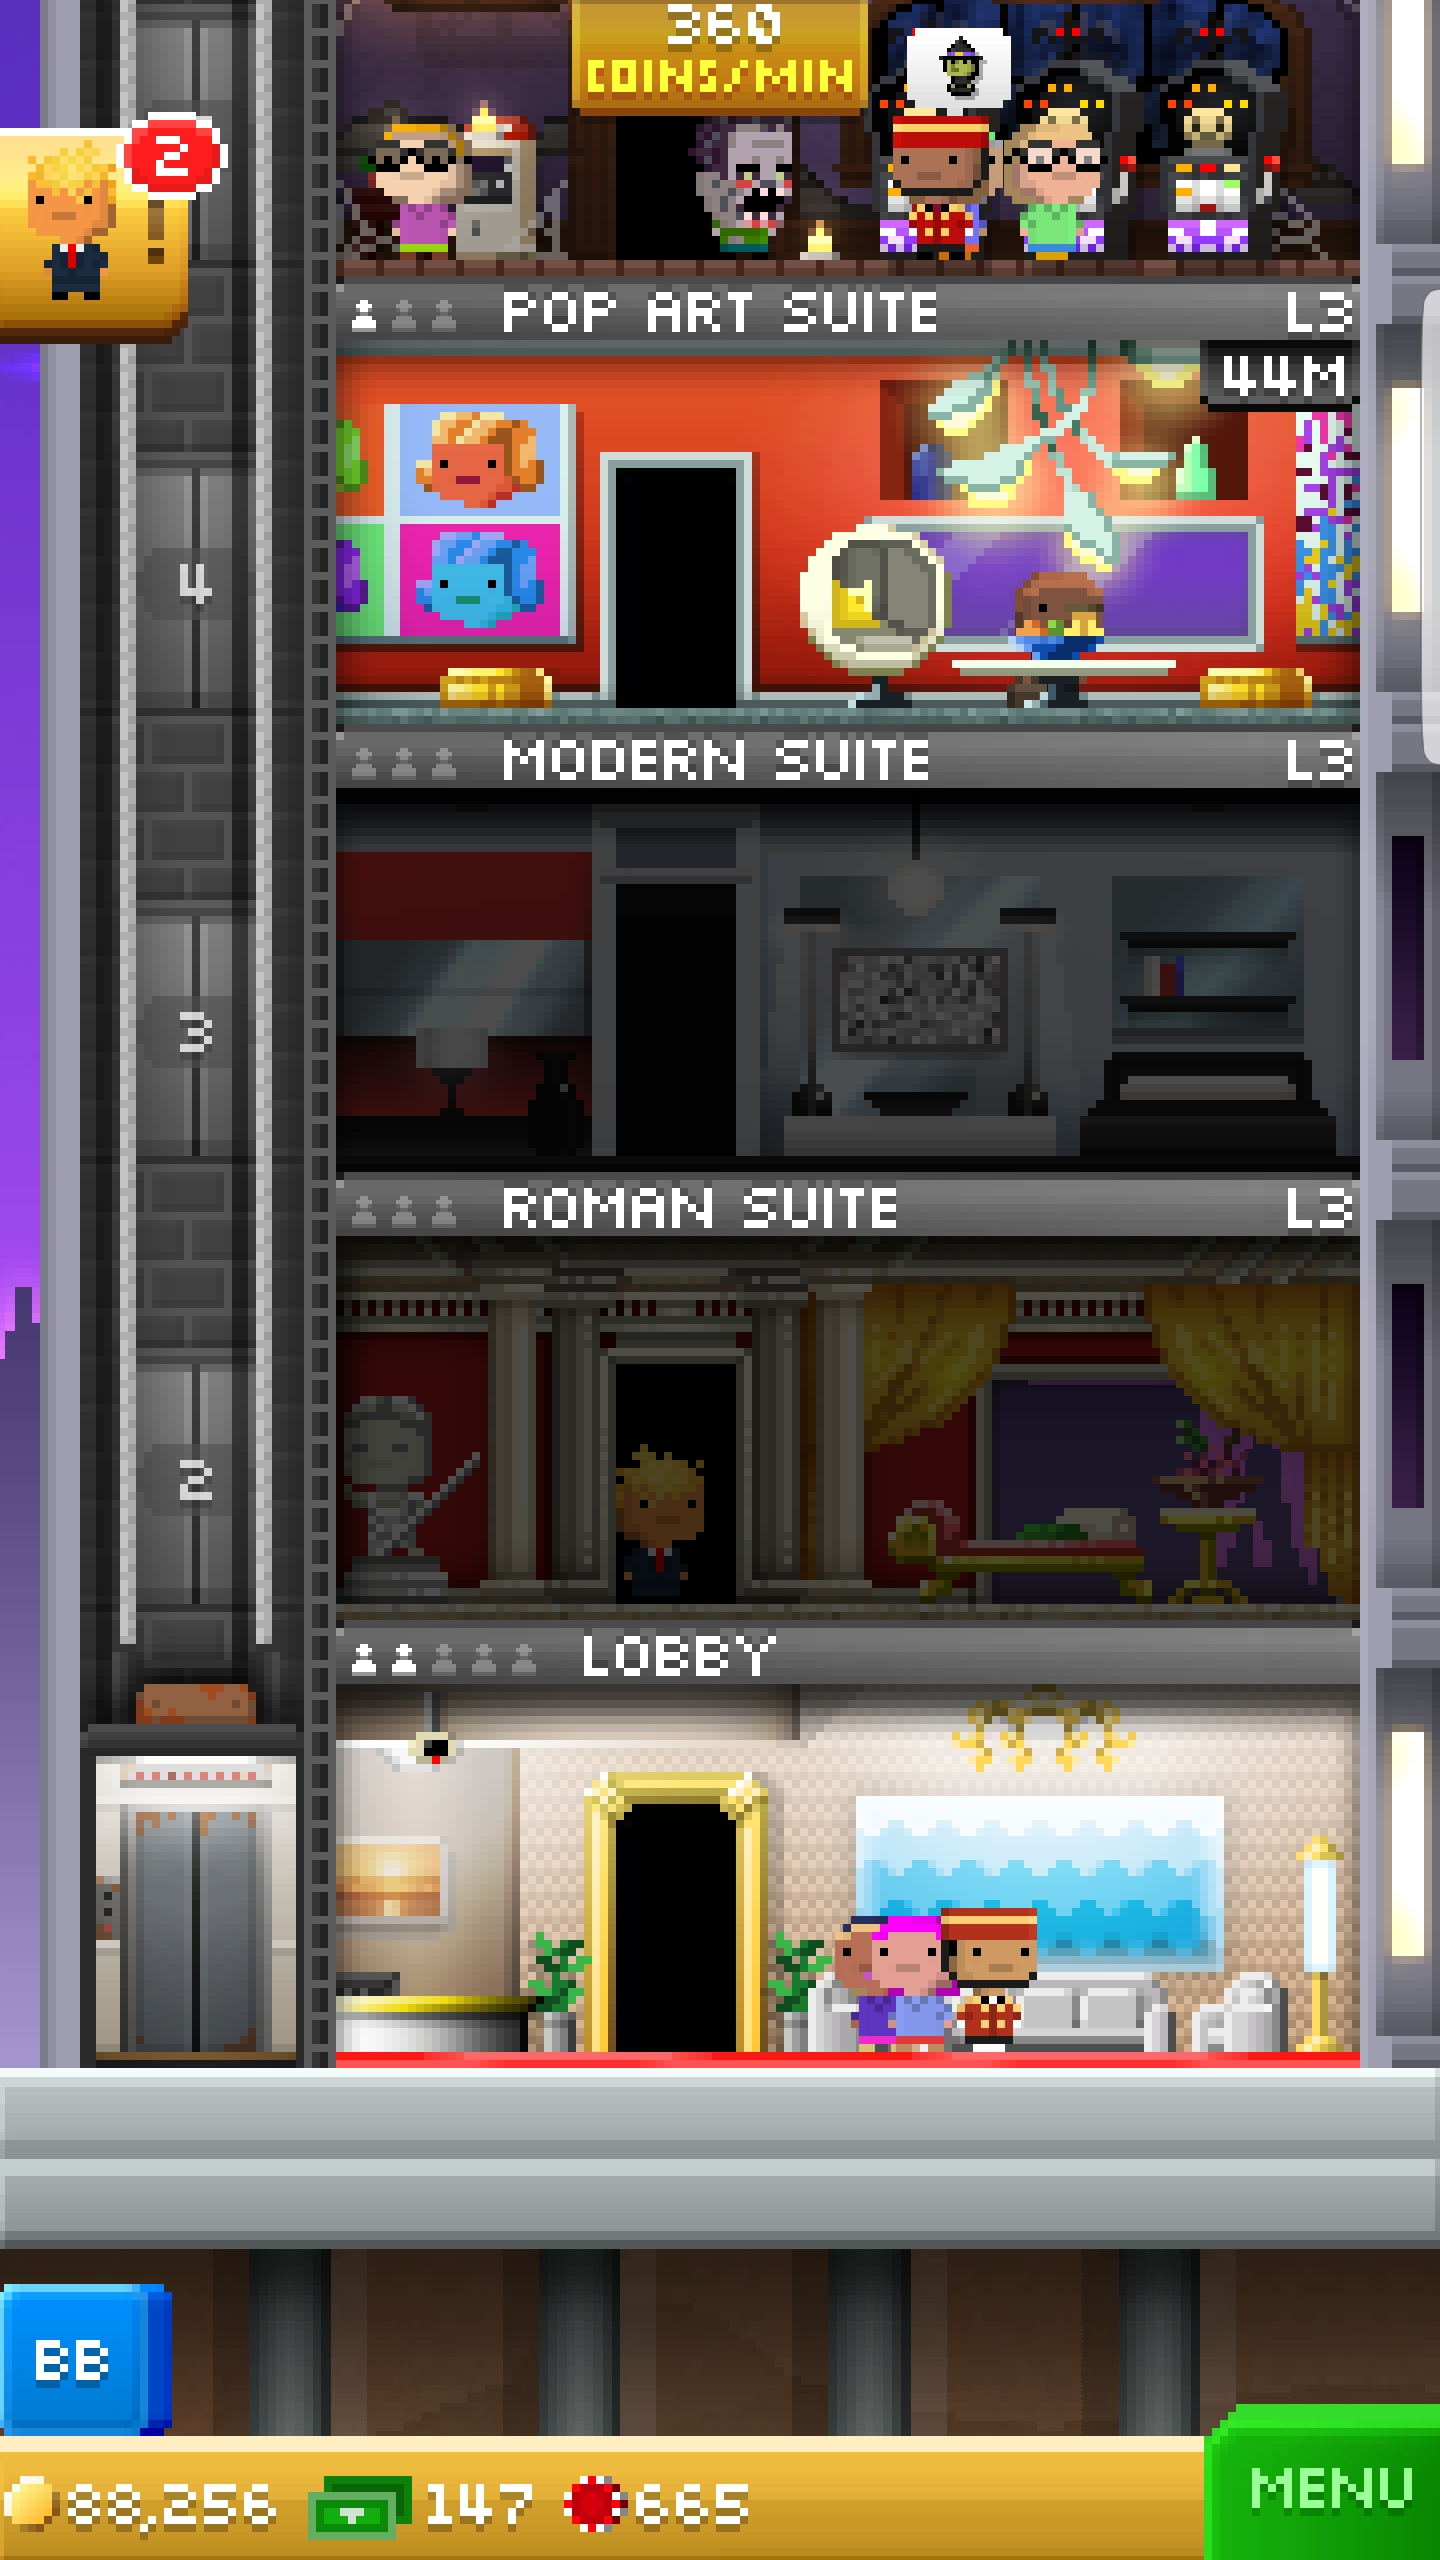 360
COINS/MIN
2
!
POP ART SUITE L3
44M
4
MODERN SUITE L3
3
ROMAN SUITE L3
2
LOBBY
BB
88,256 147 665
MENU